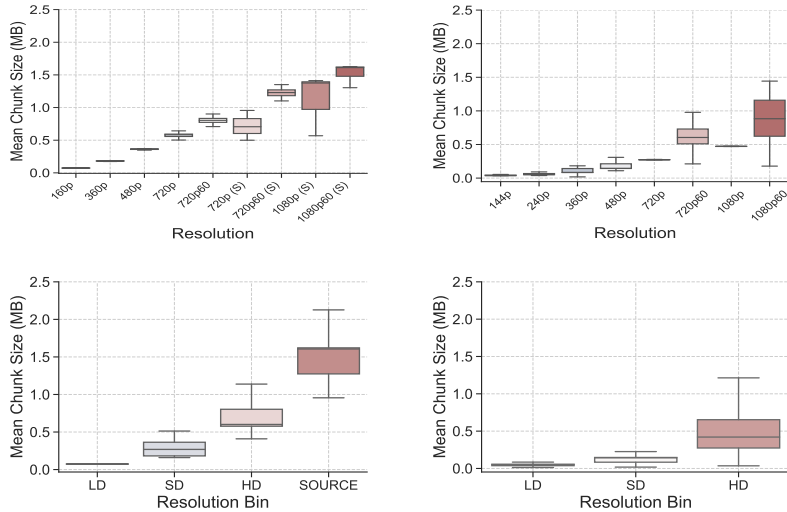 2.5
2.0
1.5
1.0
0.5
0.0
Mean Chunk Size (MB)
160p
360p
480p
720p
720p60
720p (S)
720p60 (S)
1080p (S)
1080p60 (S)
Resolution
2.5
2.0
1.5
1.0
0.5
0.0
Mean Chunk Size (MB)
144p
240p
360p
480p
720p
720p60
1080p
1080p60
Resolution
2.5
2.0
1.5
1.0
0.5
0.0
Mean Chunk Size (MB)
LD SD HD SOURCE
Resolution Bin
2.5
2.0
1.5
1.0
0.5
0.0
Mean Chunk Size (MB)
LD SD HD
Resolution Bin